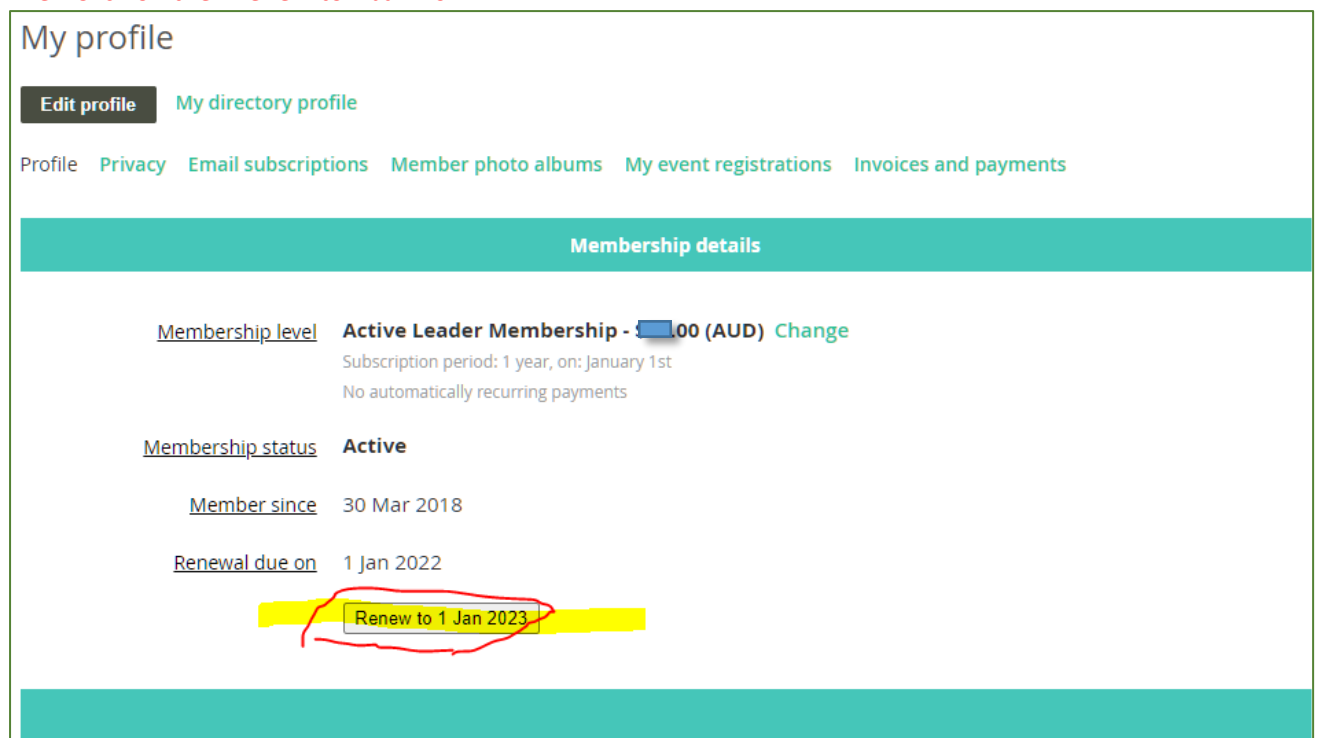 My profile
Edit profile My directory profile
Profile Privacy Email subscriptions Member photo albums My event registrations Invoices and payments
Membership details
Membership level Active Leader Membership - .00 (AUD) Change
Subscription period: 1 year, on: January 1st
No automatically recurring payments
Membership status Active
Member since 30 Mar 2018
Renewal due on 1 Jan 2022
Renew to 1 Jan 2023